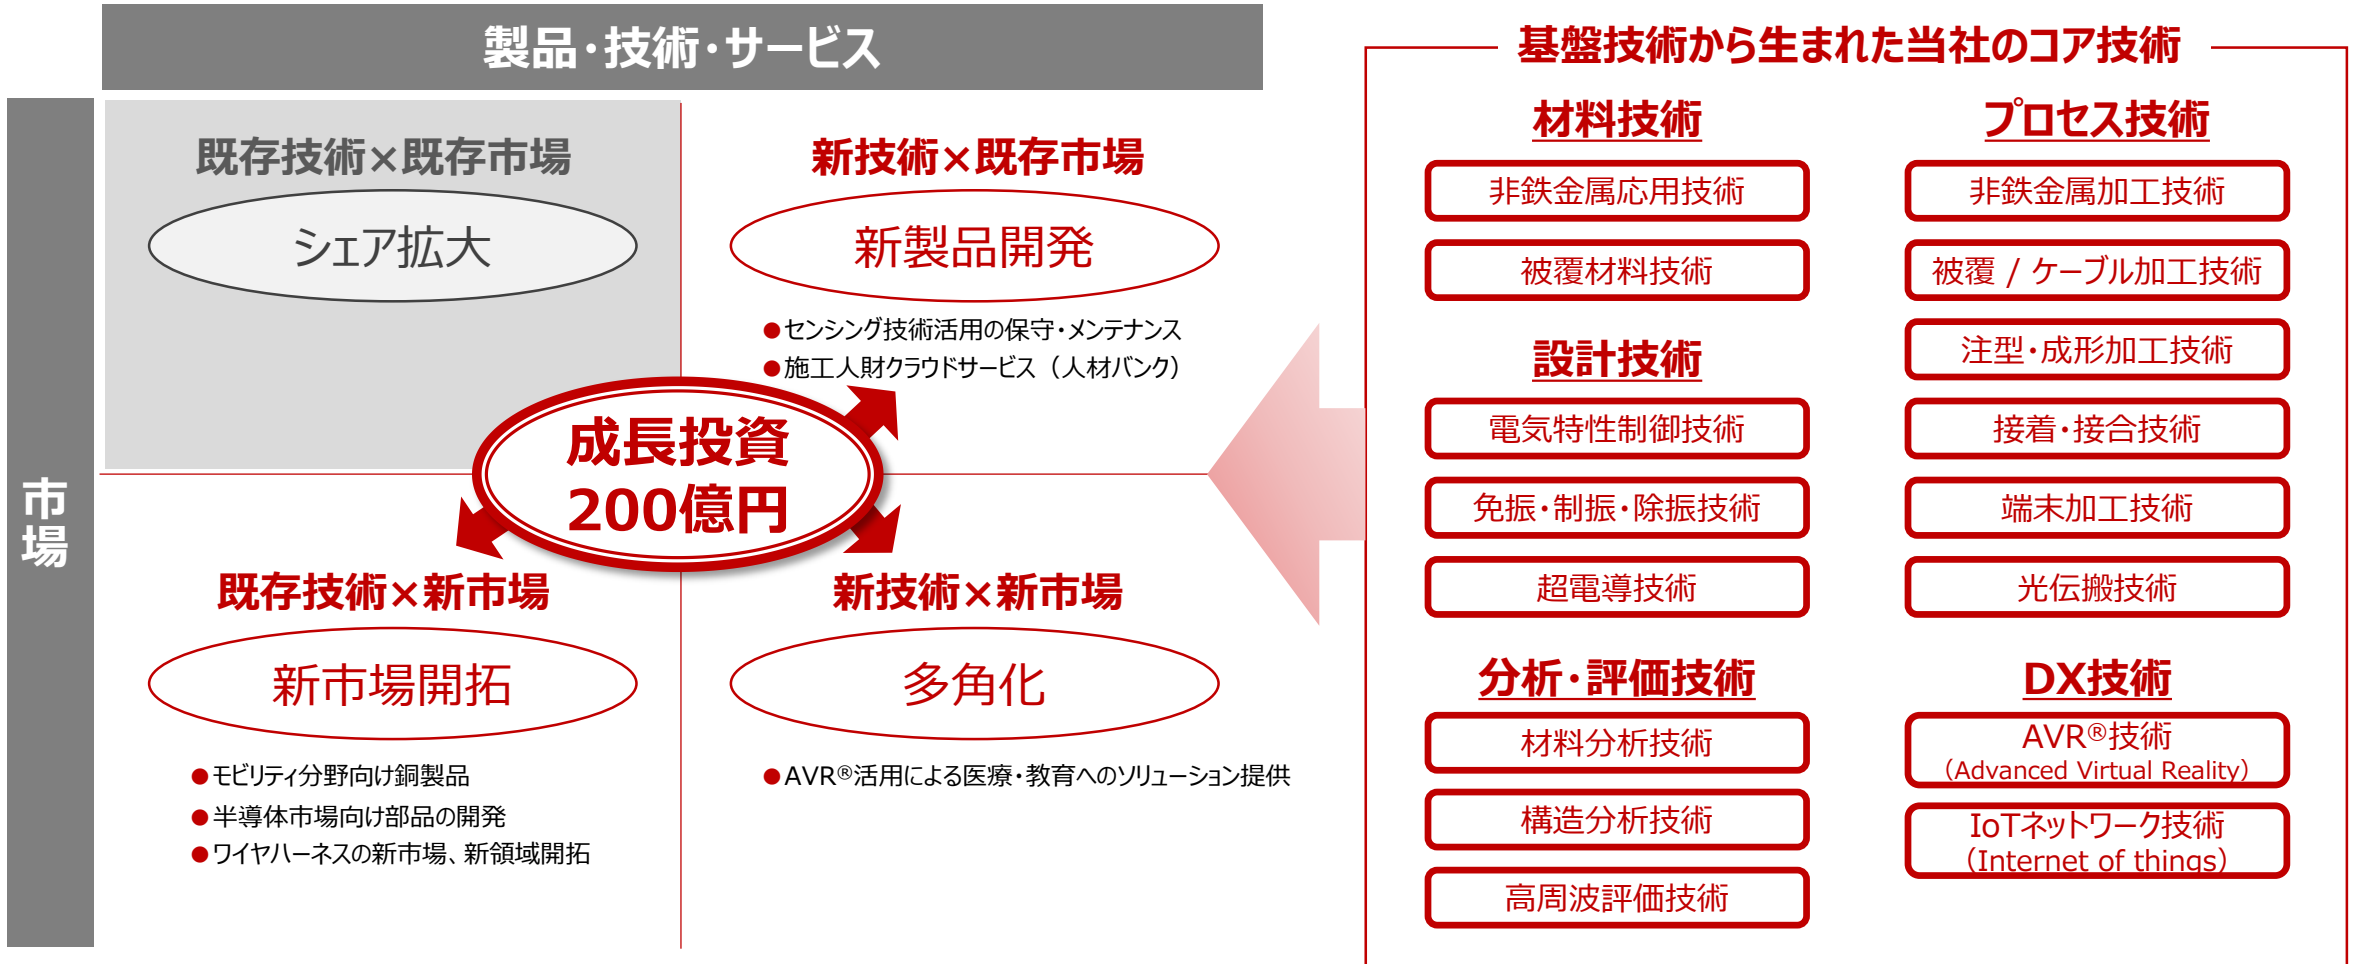 製品・技術・サービス
市場
既存技術×既存市場
シェア拡大
新技術×既存市場
新製品開発
●センシング技術活用の保守・メンテナンス
●施工人財クラウドサービス（人材バンク）
成長投資
200億円
既存技術×新市場
新市場開拓
●モビリティ分野向け銅製品
●半導体市場向け部品の開発
●ワイヤハーネスの新市場、新領域開拓
新技術×新市場
多角化
●AVR®活用による医療・教育へのソリューション提供
基盤技術から生まれた当社のコア技術
材料技術
非鉄金属応用技術
被覆材料技術
設計技術
電気特性制御技術
免振・制振・除振技術
超電導技術
分析・評価技術
材料分析技術
構造分析技術
高周波評価技術
プロセス技術
非鉄金属加工技術
被覆 / ケーブル加工技術
注型・成形加工技術
接着・接合技術
端末加工技術
光伝搬技術
DX技術
AVR®技術
（Advanced Virtual Reality）
IoTネットワーク技術
（Internet of things）